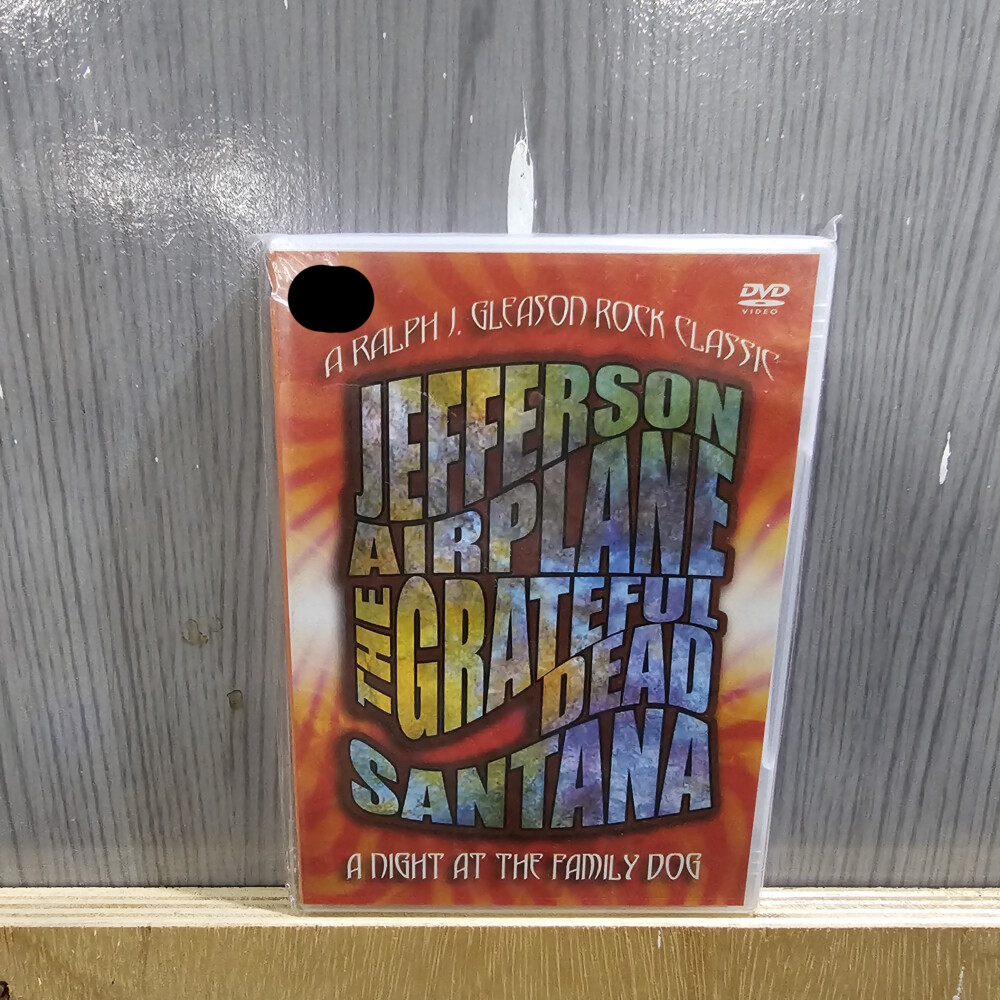 DVD
VIDEO
A RALPH J. GLEASON ROCK CLASSIC
JEFFERSON
AIRPLANE
THE GRATEFUL
DEAD
SANTANA
A NIGHT AT THE FAMILY DOG